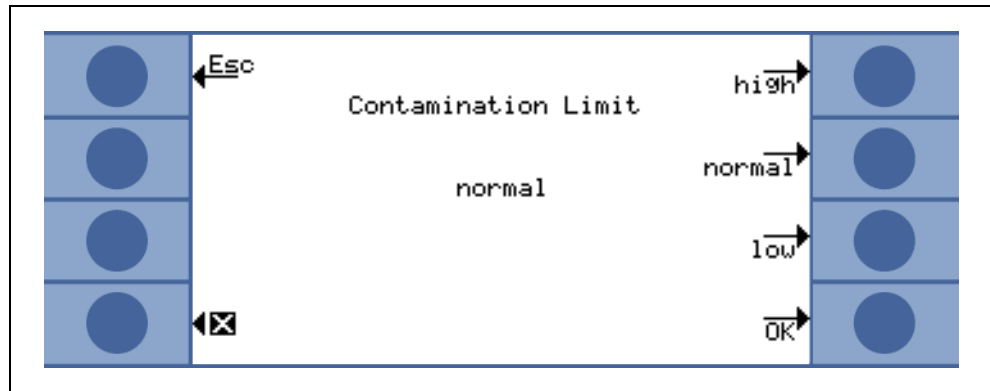 Esc
high
Contamination Limit
normal
normal
low
OK